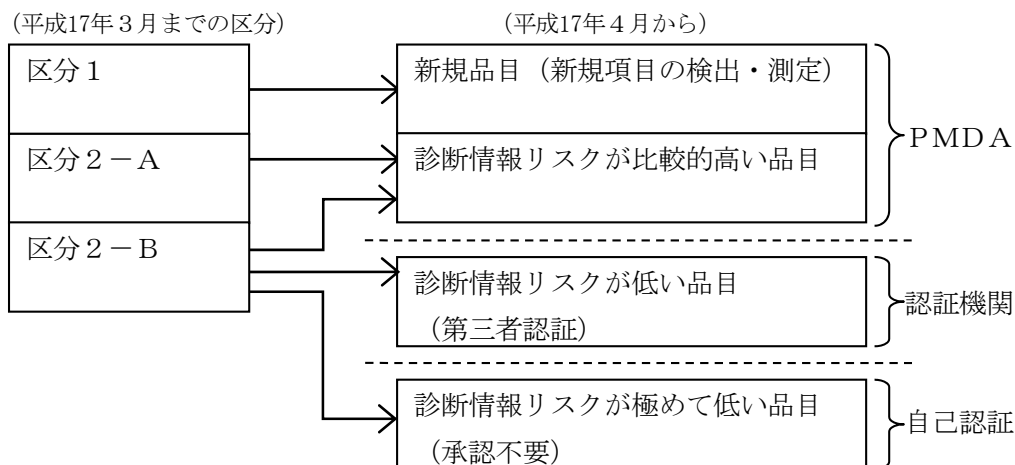 (平成17年3月までの区分)
(平成17年4月から)
区分1
区分2-A
区分2-B
新規品目(新規項目の検出・測定)
診断情報リスクが比較的高い品目
PMDA
診断情報リスクが低い品目
(第三者認証)
認証機関
診断情報リスクが極めて低い品目
(承認不要)
自己認証